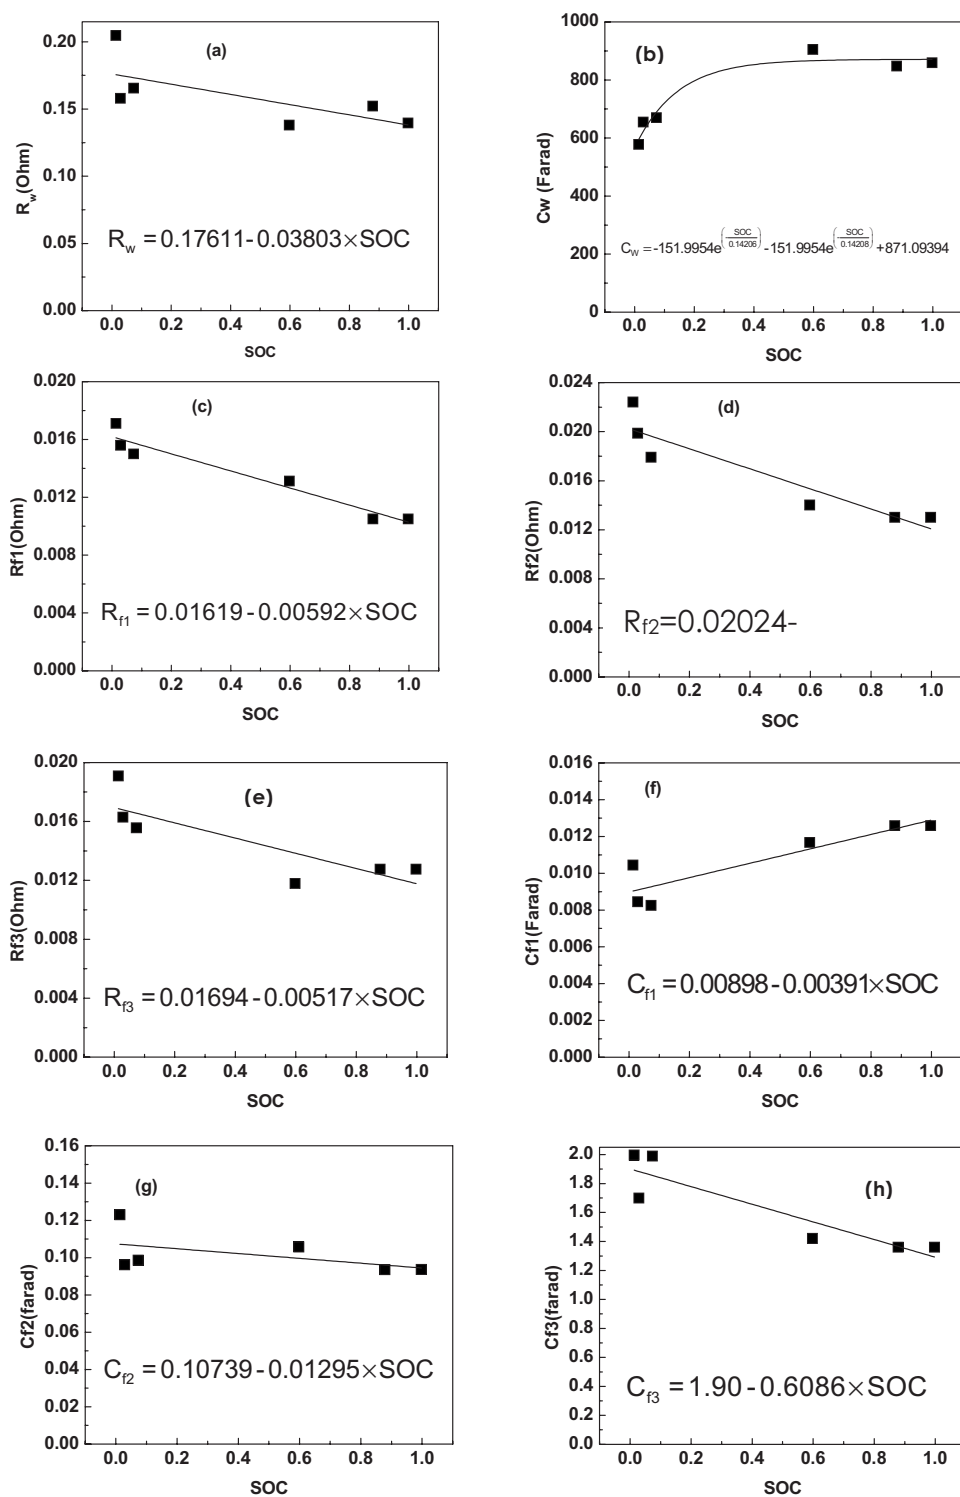 (a)
0.20
0.15
0.10
0.05
0.00
R_w(Ohm)
R_w = 0.17611-0.03803×SOC
0.0 0.2 0.4 0.6 0.8 1.0
SOC
(b)
1000
800
600
400
200
0
Cw (Farad)
C_W = -151.9954e^(SOC/0.14206) -151.9954e^(SOC/0.14208) +871.09394
0.0 0.2 0.4 0.6 0.8 1.0
SOC
(c)
0.020
0.016
0.012
0.008
0.004
0.000
Rf1(Ohm)
R_f1 = 0.01619-0.00592×SOC
0.0 0.2 0.4 0.6 0.8 1.0
SOC
(d)
0.024
0.020
0.016
0.012
0.008
0.004
0.000
Rf2(Ohm)
R_f2=0.02024-
0.0 0.2 0.4 0.6 0.8 1.0
SOC
(e)
0.020
0.016
0.012
0.008
0.004
0.000
Rf3(Ohm)
R_f3 = 0.01694-0.00517×SOC
0.0 0.2 0.4 0.6 0.8 1.0
SOC
(f)
0.016
0.014
0.012
0.010
0.008
0.006
0.004
0.002
0.000
Cf1(Farad)
C_f1 = 0.00898-0.00391×SOC
0.0 0.2 0.4 0.6 0.8 1.0
SOC
(g)
0.16
0.14
0.12
0.10
0.08
0.06
0.04
0.02
0.00
Cf2(farad)
C_f2 = 0.10739-0.01295×SOC
0.0 0.2 0.4 0.6 0.8 1.0
SOC
(h)
2.0
1.8
1.6
1.4
1.2
1.0
0.8
0.6
0.4
0.2
0.0
Cf3(farad)
C_f3 = 1.90-0.6086×SOC
0.0 0.2 0.4 0.6 0.8 1.0
SOC